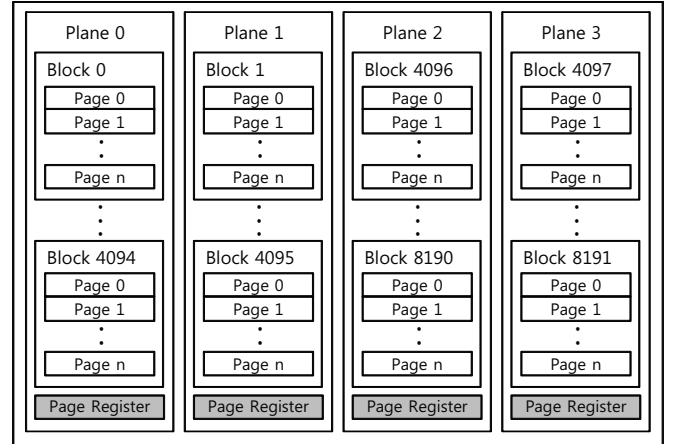 Plane 0
Block 0
Page 0
Page 1
Page n
Block 4094
Page 0
Page 1
Page n
Page Register
Plane 1
Block 1
Page 0
Page 1
Page n
Block 4095
Page 0
Page 1
Page n
Page Register
Plane 2
Block 4096
Page 0
Page 1
Page n
Block 8190
Page 0
Page 1
Page n
Page Register
Plane 3
Block 4097
Page 0
Page 1
Page n
Block 8191
Page 0
Page 1
Page n
Page Register